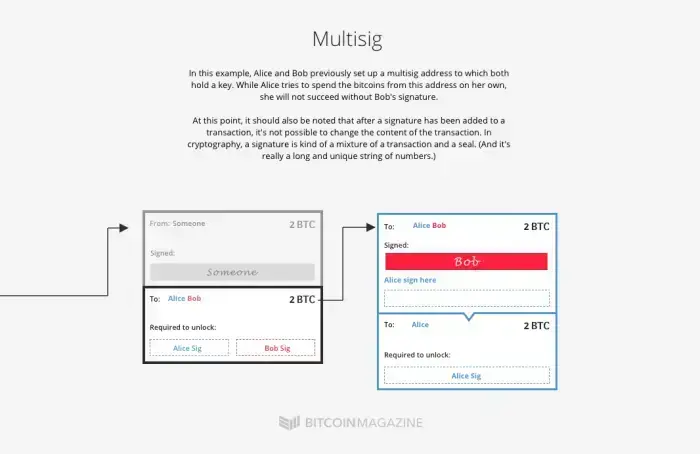 Multisig
In this example, Alice and Bob previously set up a multisig address to which both
hold a key. While Alice tries to spend the bitcoins from this address on her own,
she will not succeed without Bob's signature.
At this point, it should also be noted that after a signature has been added to a
transaction, it's not possible to change the content of the transaction. In
cryptography, a signature is kind of a mixture of a transaction and a seal. (And it's
really a long and unique string of numbers.)
From: Someone 2 BTC
Signed:
Someone
To: Alice Bob 2 BTC
Required to unlock:
Alice Sig Bob Sig
To: Alice Bob 2 BTC
Signed:
Bob
Alice sign here
To: Alice 2 BTC
Required to unlock:
Alice Sig
BITCOINMAGAZINE